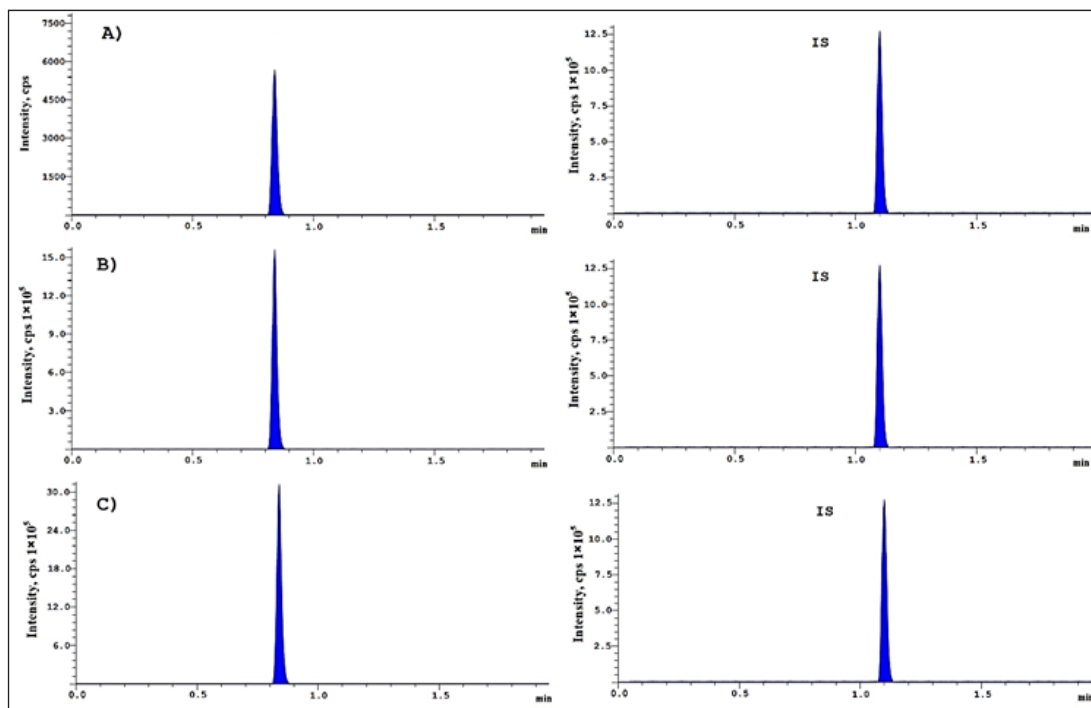 A)
Intensity, cps
7500
6000
4500
3000
1500
0.0 0.5 1.0 1.5 min
IS
Intensity, cps 1×10⁵
12.5
10.0
7.5
5.0
2.5
0.0 0.5 1.0 1.5 min
B)
Intensity, cps 1×10⁵
15.0
12.0
9.0
6.0
3.0
0.0 0.5 1.0 1.5 min
IS
Intensity, cps 1×10⁵
12.5
10.0
7.5
5.0
2.5
0.0 0.5 1.0 1.5 min
C)
Intensity, cps 1×10⁵
30.0
24.0
18.0
12.0
6.0
0.0 0.5 1.0 1.5 min
IS
Intensity, cps 1×10⁵
12.5
10.0
7.5
5.0
2.5
0.0 0.5 1.0 1.5 min